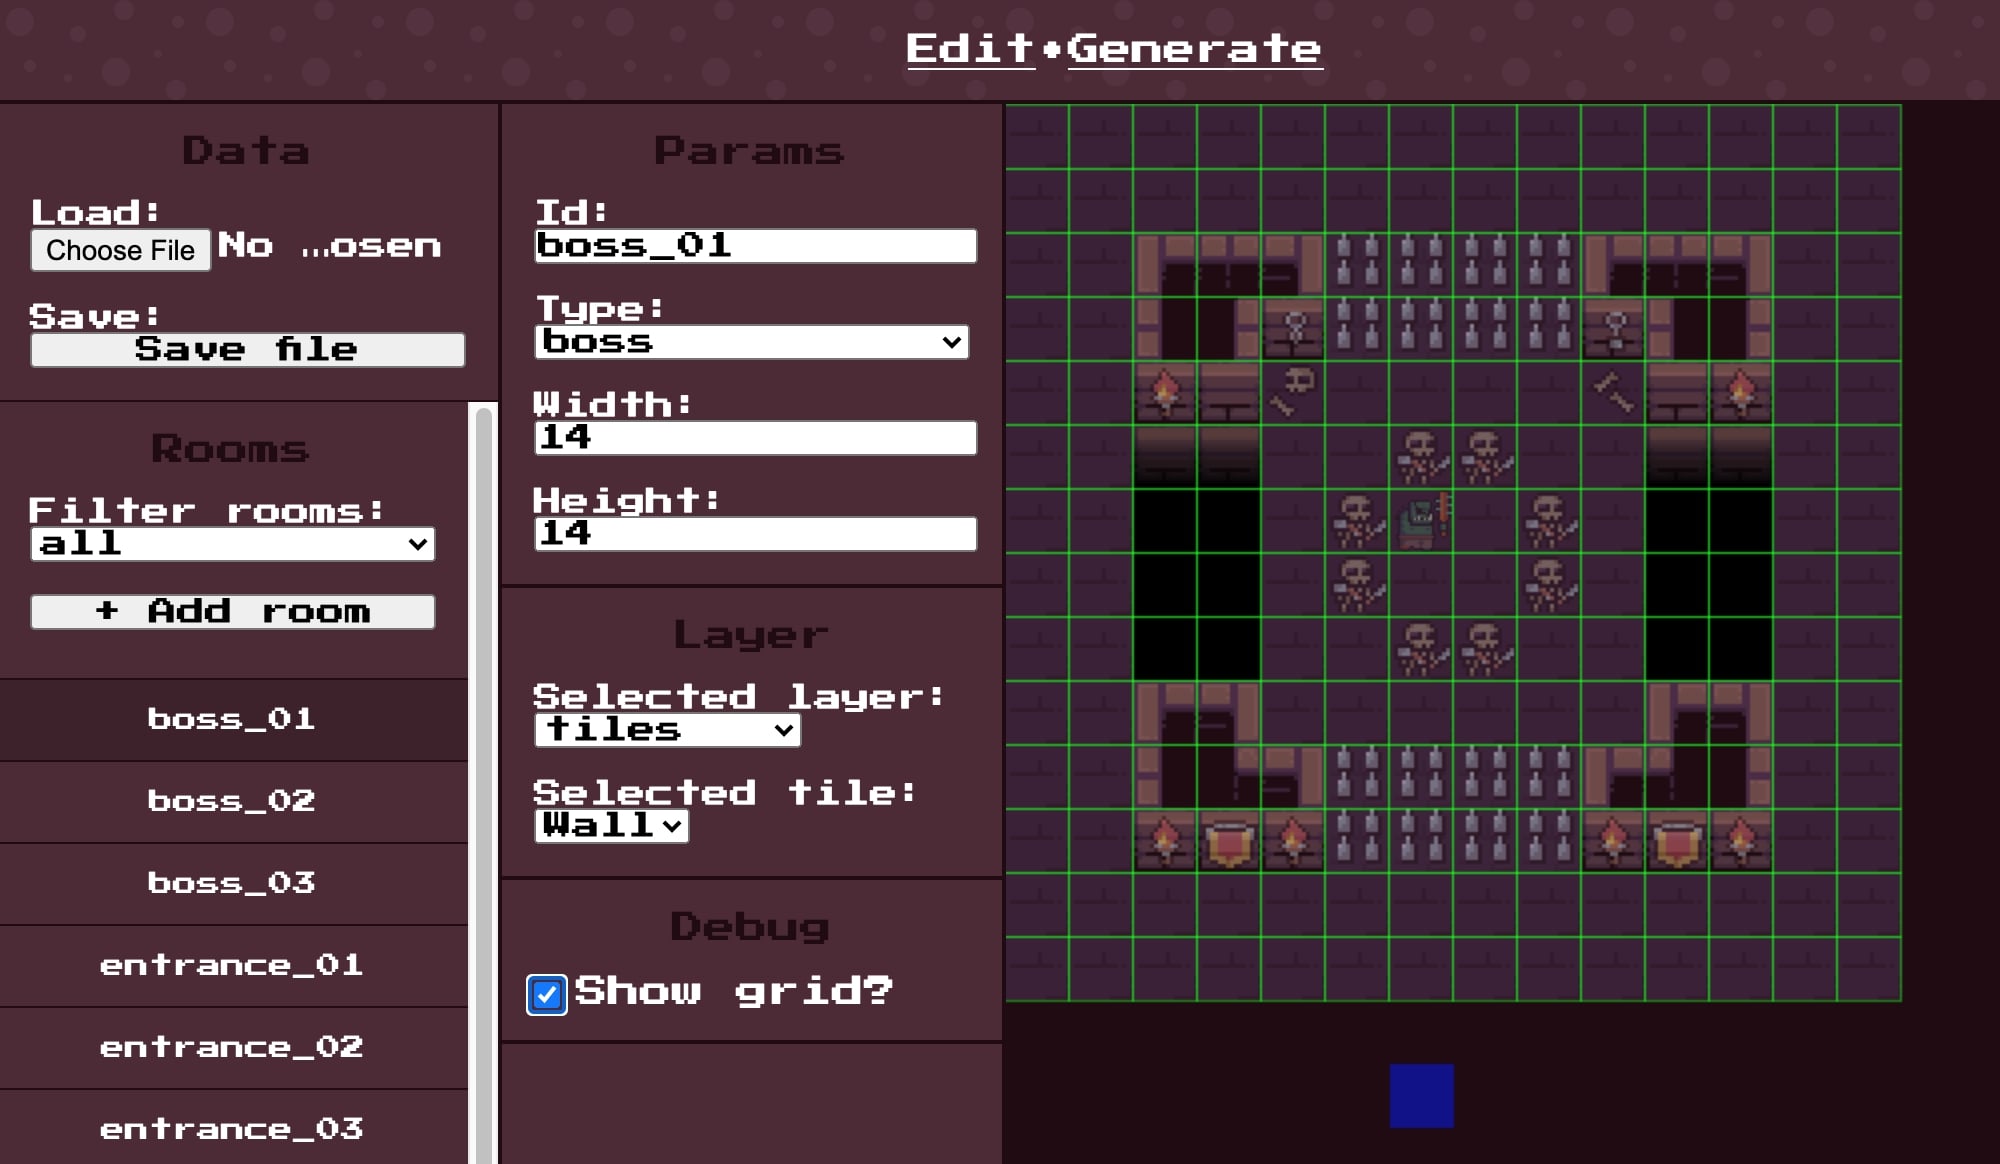 Edit•Generate
Data
Load:
Choose File No ...osen
Save:
Save file
Rooms
Filter rooms:
all
+ Add room
boss_01
boss_02
boss_03
entrance_01
entrance_02
entrance_03
Params
Id:
boss_01
Type:
boss
Width:
14
Height:
14
Layer
Selected layer:
tiles
Selected tile:
Wall
Debug
Show grid?